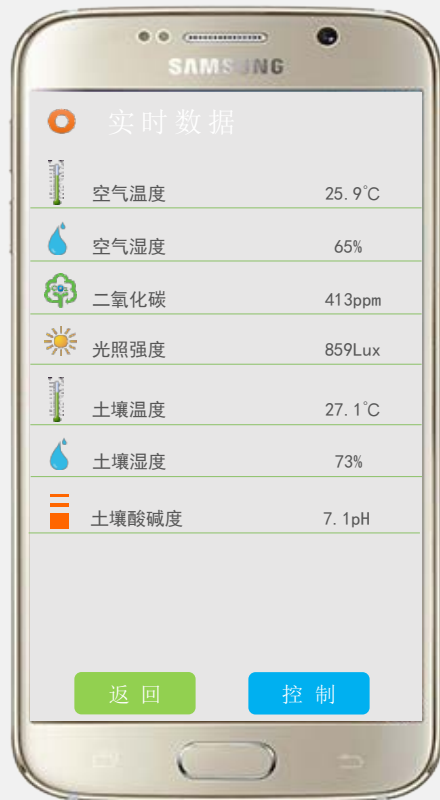 SAMSUNG
实时数据
空气温度 25.9℃
空气湿度 65%
二氧化碳 413ppm
光照强度 859Lux
土壤温度 27.1℃
土壤湿度 73%
土壤酸碱度 7.1pH
返回 控制